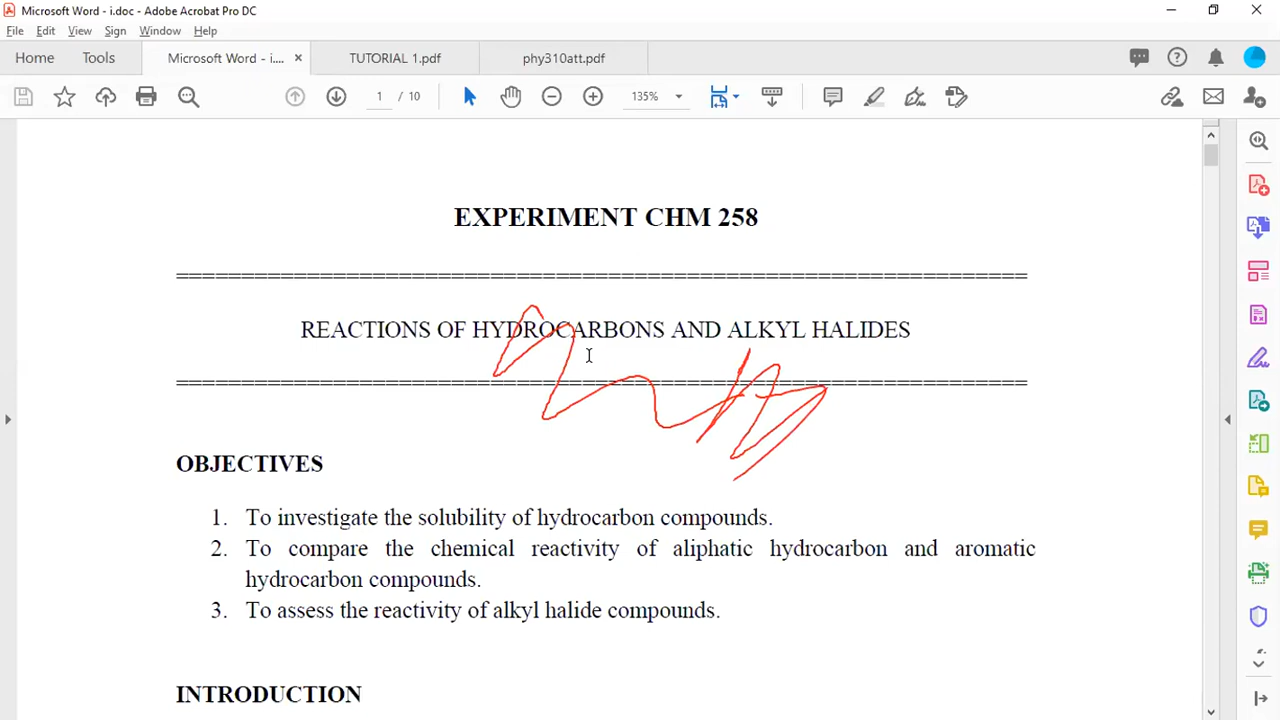 Microsoft Word - i.doc - Adobe Acrobat Pro DC
File Edit View Sign Window Help
Home Tools Microsoft Word - i.... × TUTORIAL 1.pdf phy310att.pdf
1 / 10 135%
EXPERIMENT CHM 258
==================================================================
REACTIONS OF HYDROCARBONS AND ALKYL HALIDES
==================================================================
OBJECTIVES
1. To investigate the solubility of hydrocarbon compounds.
2. To compare the chemical reactivity of aliphatic hydrocarbon and aromatic
hydrocarbon compounds.
3. To assess the reactivity of alkyl halide compounds.
INTRODUCTION